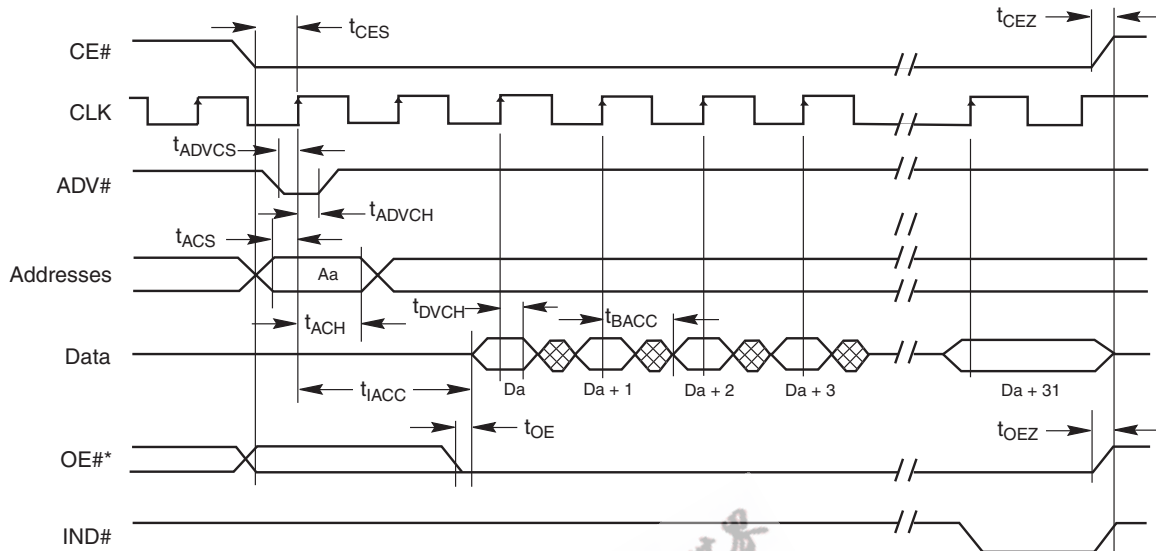 tCES
tCEZ
CE#
CLK
tADVCS
ADV#
tADVCH
tACS
Addresses
Aa
tACH
tDVCH
tBACC
Data
Da
Da + 1
Da + 2
Da + 3
Da + 31
tIACC
tOE
tOEZ
OE#*
IND#